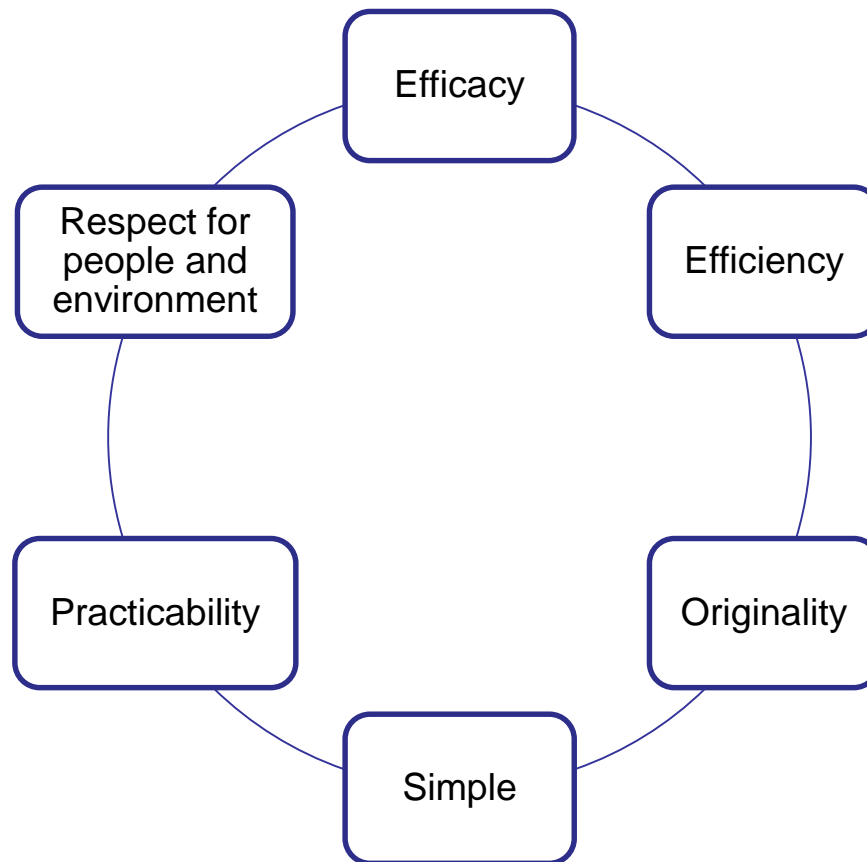 Efficacy
Efficiency
Originality
Simple
Practicability
Respect for
people and
environment